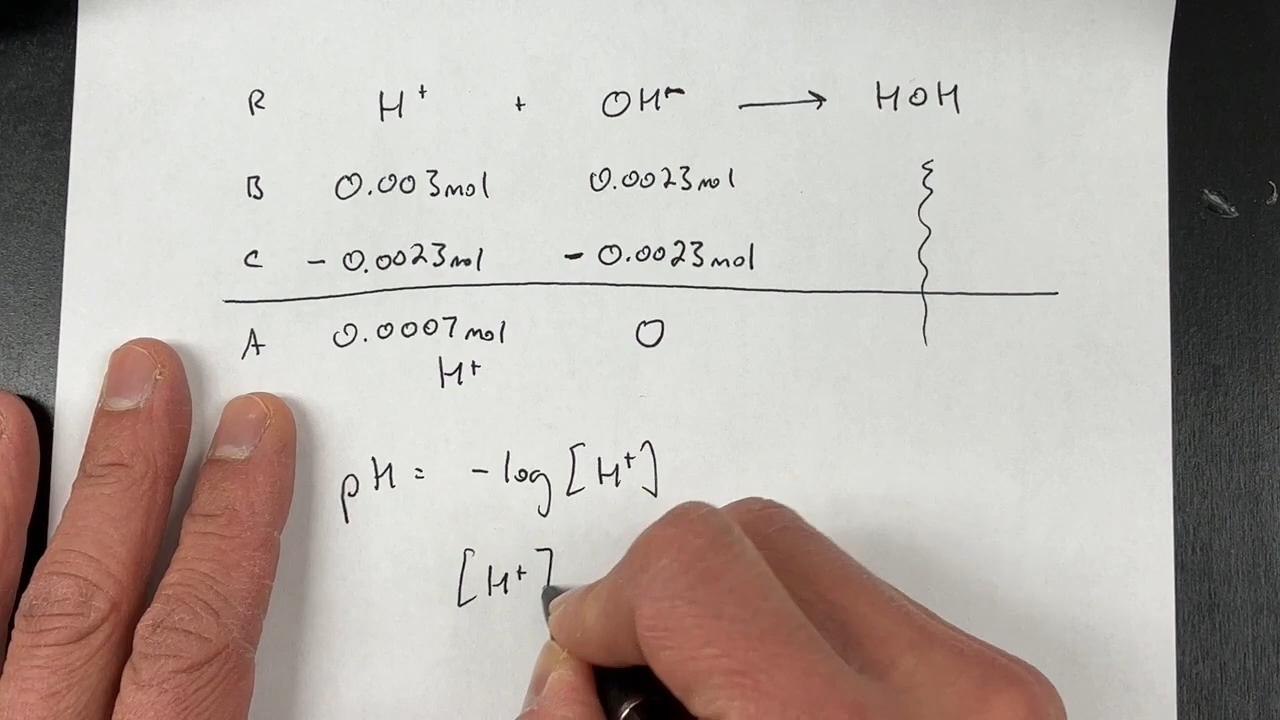 R H⁺ + OH⁻ ⟶ HOH
B 0.003mol 0.0023mol
C - 0.0023mol - 0.0023mol
A 0.0007mol 0
H⁺
pH = -log [H⁺]
[H⁺]